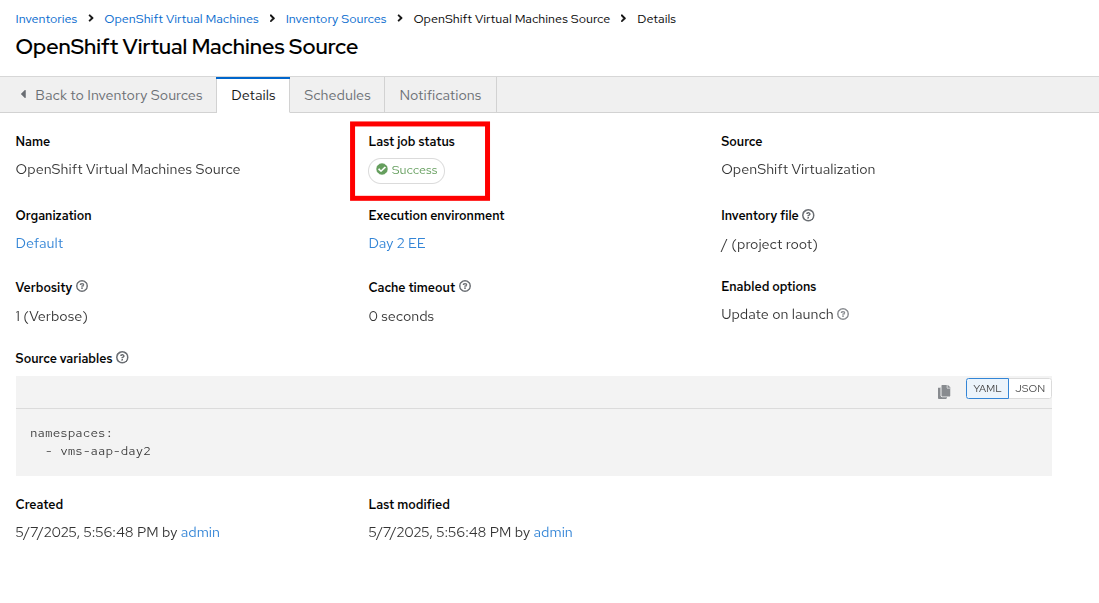 Inventories > OpenShift Virtual Machines > Inventory Sources > OpenShift Virtual Machines Source > Details
OpenShift Virtual Machines Source
Back to Inventory Sources Details Schedules Notifications
Name Last job status Source
OpenShift Virtual Machines Source Success OpenShift Virtualization
Organization Execution environment Inventory file
Default Day 2 EE / (project root)
Verbosity Cache timeout Enabled options
1 (Verbose) 0 seconds Update on launch
Source variables
YAML JSON
namespaces:
  - vms-aap-day2
Created Last modified
5/7/2025, 5:56:48 PM by admin 5/7/2025, 5:56:48 PM by admin